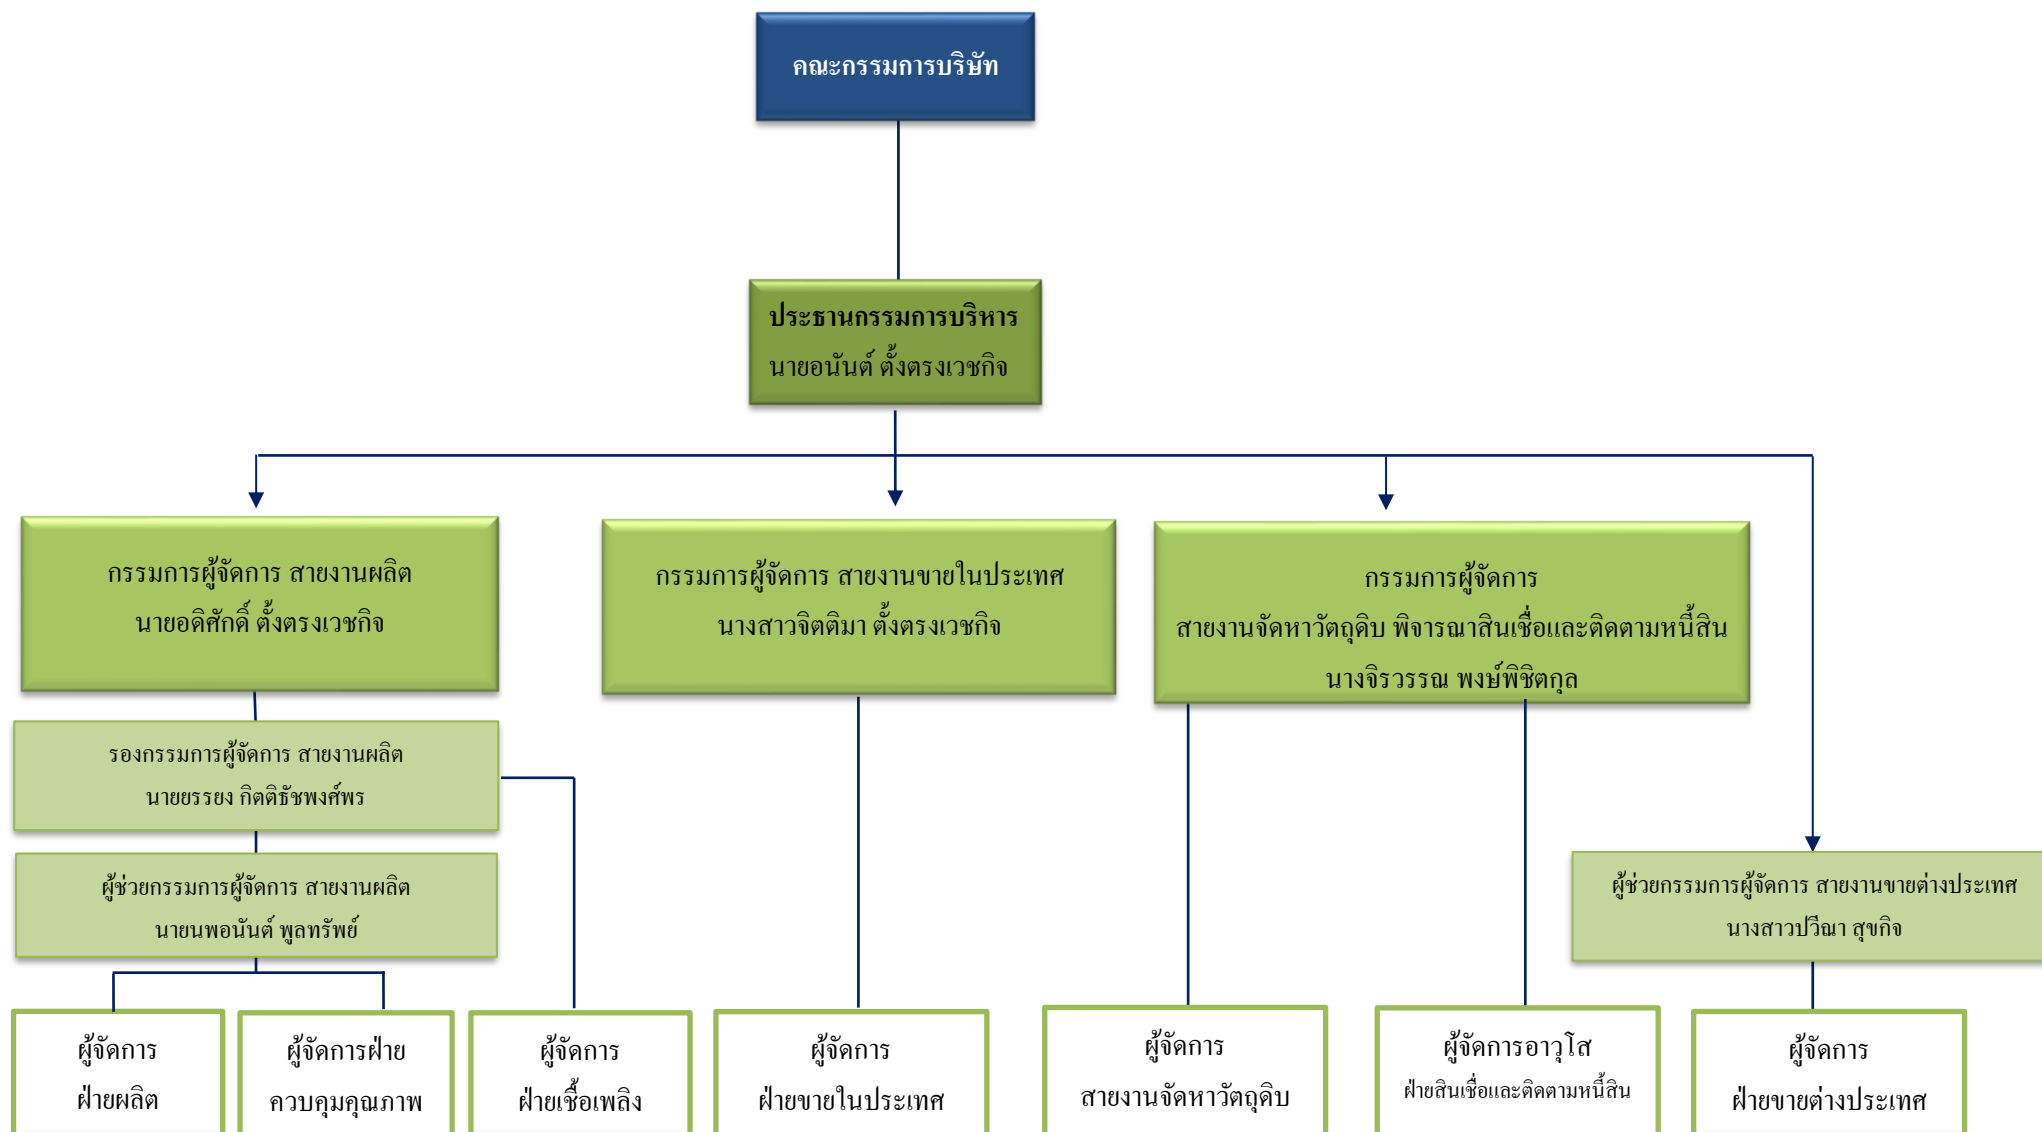 คณะกรรมการบริษัท
ประธานกรรมการบริหาร
นายอนันต์ ตั้งตรงเวชกิจ
กรรมการผู้จัดการ สายงานผลิต
นายอดิศักดิ์ ตั้งตรงเวชกิจ
กรรมการผู้จัดการ สายงานขายในประเทศ
นางสาวจิตติมา ตั้งตรงเวชกิจ
กรรมการผู้จัดการ
สายงานจัดหาวัตถุดิบ พิจารณาสินเชื่อและติดตามหนี้สิน
นางจิรวรรณ พงษ์พิชิตกุล
รองกรรมการผู้จัดการ สายงานผลิต
นายยรรยง กิตติธัชพงศ์พร
ผู้ช่วยกรรมการผู้จัดการ สายงานผลิต
นายนพอนันต์ พูลทรัพย์
ผู้ช่วยกรรมการผู้จัดการ สายงานขายต่างประเทศ
นางสาวปวีณา สุขกิจ
ผู้จัดการ
ฝ่ายผลิต
ผู้จัดการฝ่าย
ควบคุมคุณภาพ
ผู้จัดการ
ฝ่ายเชื้อเพลิง
ผู้จัดการ
ฝ่ายขายในประเทศ
ผู้จัดการ
สายงานจัดหาวัตถุดิบ
ผู้จัดการอาวุโส
ฝ่ายสินเชื่อและติดตามหนี้สิน
ผู้จัดการ
ฝ่ายขายต่างประเทศ